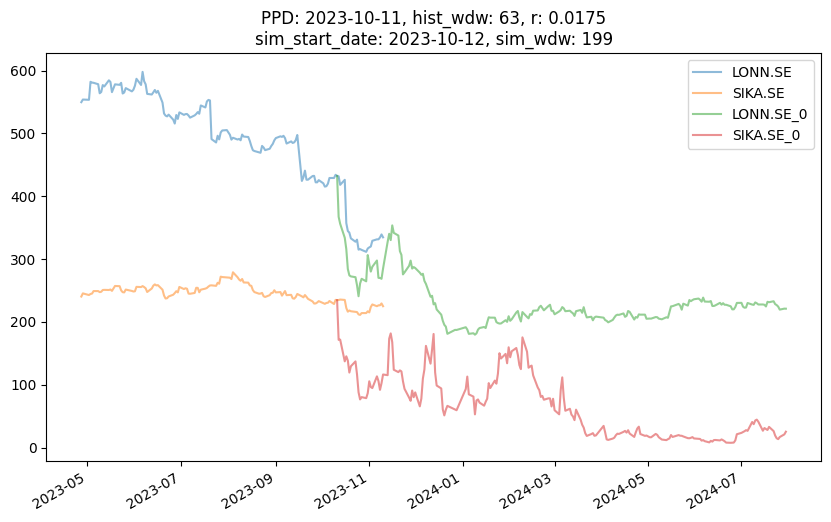 PPD: 2023-10-11, hist_wdw: 63, r: 0.0175
sim_start_date: 2023-10-12, sim_wdw: 199
LONN.SE
SIKA.SE
LONN.SE_0
SIKA.SE_0
600
500
400
300
200
100
0
2023-05
2023-07
2023-09
2023-11
2024-01
2024-03
2024-05
2024-07